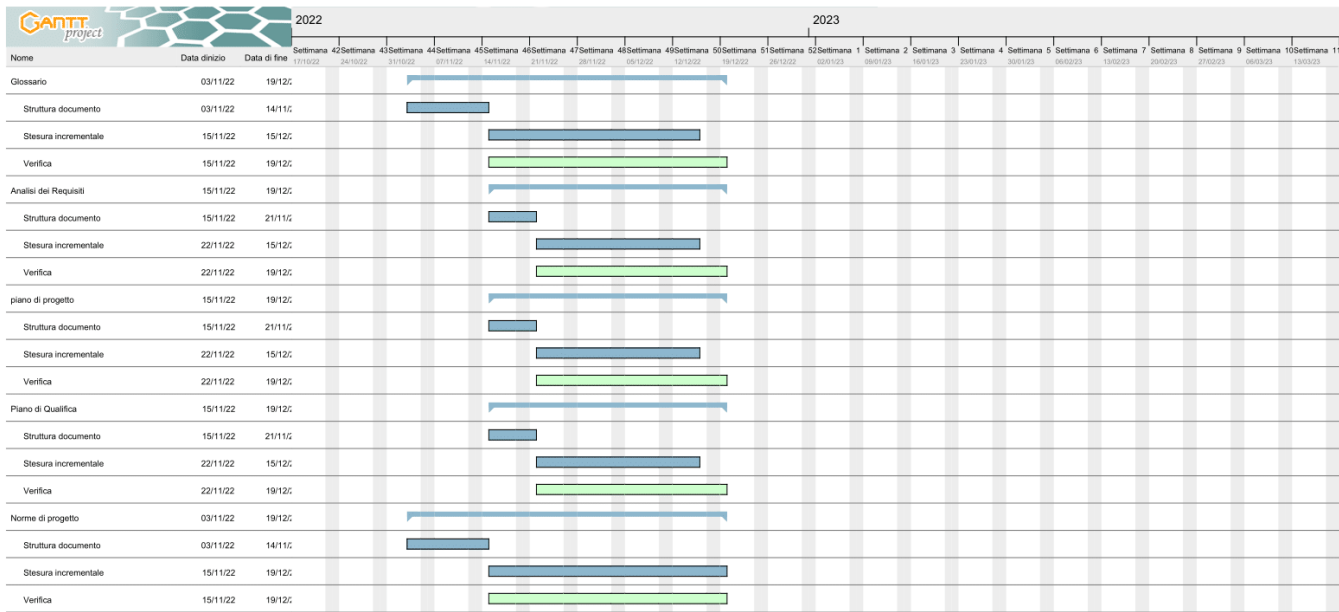 GANTT project
2022 2023
Nome Data dinizio Data di fine
Settimana 42 Settimana 43 Settimana 44 Settimana 45 Settimana 46 Settimana 47 Settimana 48 Settimana 49 Settimana 50 Settimana 51 Settimana 52 Settimana 1 Settimana 2 Settimana 3 Settimana 4 Settimana 5 Settimana 6 Settimana 7 Settimana 8 Settimana 9 Settimana 10 Settimana 11
17/10/22 24/10/22 31/10/22 07/11/22 14/11/22 21/11/22 28/11/22 05/12/22 12/12/22 19/12/22 26/12/22 02/01/23 09/01/23 16/01/23 23/01/23 30/01/23 06/02/23 13/02/23 20/02/23 27/02/23 06/03/23 13/03/23
Glossario 03/11/22 19/12/2
Struttura documento 03/11/22 14/11/2
Stesura incrementale 15/11/22 15/12/2
Verifica 15/11/22 19/12/2
Analisi dei Requisiti 15/11/22 19/12/2
Struttura documento 15/11/22 21/11/2
Stesura incrementale 22/11/22 15/12/2
Verifica 22/11/22 19/12/2
piano di progetto 15/11/22 19/12/2
Struttura documento 15/11/22 21/11/2
Stesura incrementale 22/11/22 15/12/2
Verifica 22/11/22 19/12/2
Piano di Qualifica 15/11/22 19/12/2
Struttura documento 15/11/22 21/11/2
Stesura incrementale 22/11/22 15/12/2
Verifica 22/11/22 19/12/2
Norme di progetto 03/11/22 19/12/2
Struttura documento 03/11/22 14/11/2
Stesura incrementale 15/11/22 19/12/2
Verifica 15/11/22 19/12/2